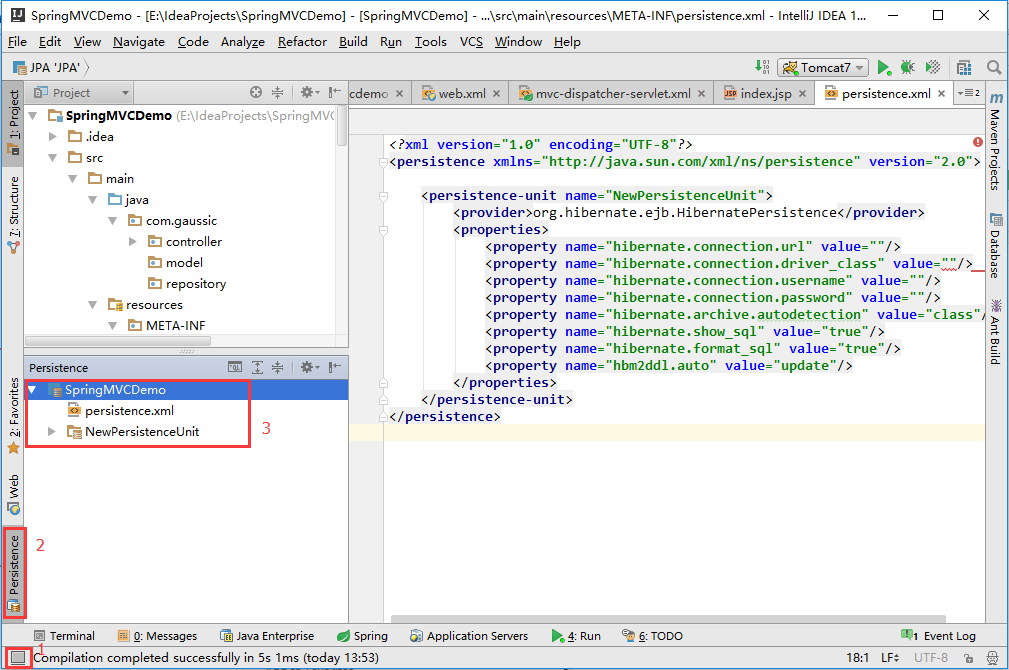 SpringMVCDemo - [E:\IdeaProjects\SpringMVCDemo] - [SpringMVCDemo] - ...\src\main\resources\META-INF\persistence.xml - IntelliJ IDEA 1...
File Edit View Navigate Code Analyze Refactor Build Run Tools VCS Window Help
JPA 'JPA' Tomcat7
Project cdemo web.xml mvc-dispatcher-servlet.xml index.jsp persistence.xml 2
1: Project
7: Structure
2: Favorites
Web
Persistence
SpringMVCDemo (E:\IdeaProjects\SpringMVC
.idea
src
main
java
com.gaussic
controller
model
repository
resources
META-INF
Persistence
SpringMVCDemo
persistence.xml
NewPersistenceUnit
3
2
1
<?xml version="1.0" encoding="UTF-8"?>
<persistence xmlns="http://java.sun.com/xml/ns/persistence" version="2.0">
<persistence-unit name="NewPersistenceUnit">
<provider>org.hibernate.ejb.HibernatePersistence</provider>
<properties>
<property name="hibernate.connection.url" value=""/>
<property name="hibernate.connection.driver_class" value=""/>
<property name="hibernate.connection.username" value=""/>
<property name="hibernate.connection.password" value=""/>
<property name="hibernate.archive.autodetection" value="class"/
<property name="hibernate.show_sql" value="true"/>
<property name="hibernate.format_sql" value="true"/>
<property name="hbm2ddl.auto" value="update"/>
</properties>
</persistence-unit>
</persistence>
Maven Projects
Database
Ant Build
Terminal 0: Messages Java Enterprise Spring Application Servers 4: Run 6: TODO 1 Event Log
Compilation completed successfully in 5s 1ms (today 13:53) 18:1 LF UTF-8